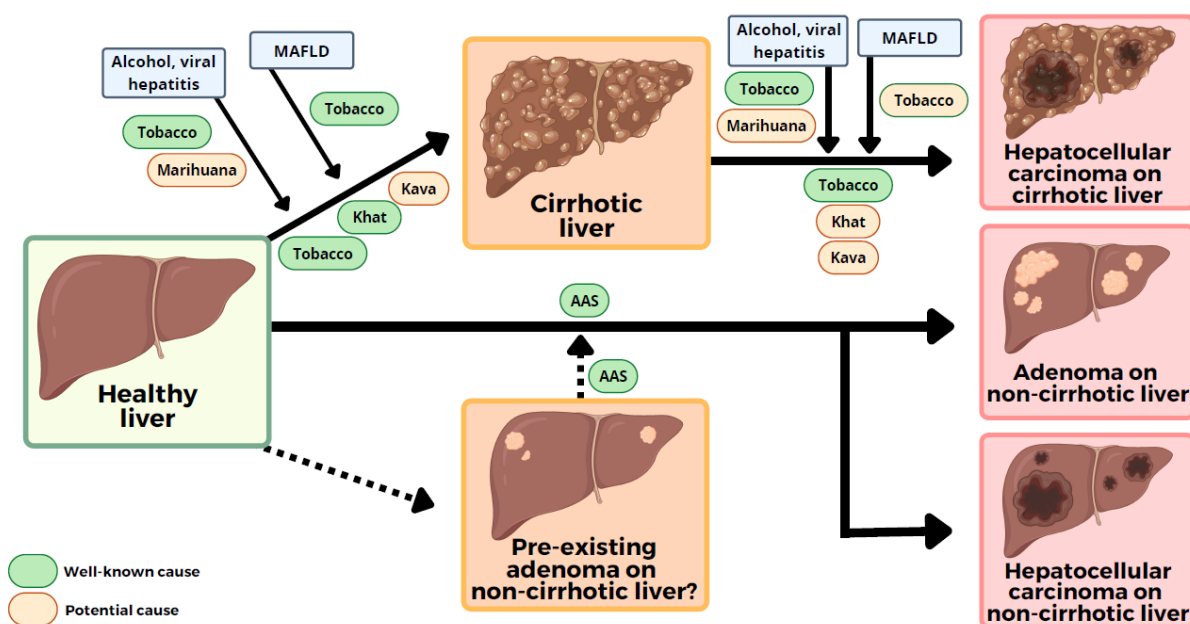 Alcohol, viral
hepatitis
MAFLD
Tobacco
Marihuana
Tobacco
Kava
Khat
Tobacco
Healthy
liver
Cirrhotic
liver
Alcohol, viral
hepatitis
MAFLD
Tobacco
Marihuana
Tobacco
Tobacco
Khat
Kava
Hepatocellular
carcinoma on
cirrhotic liver
AAS
AAS
Adenoma on
non-cirrhotic liver
Pre-existing
adenoma on
non-cirrhotic liver?
Hepatocellular
carcinoma on
non-cirrhotic liver
Well-known cause
Potential cause